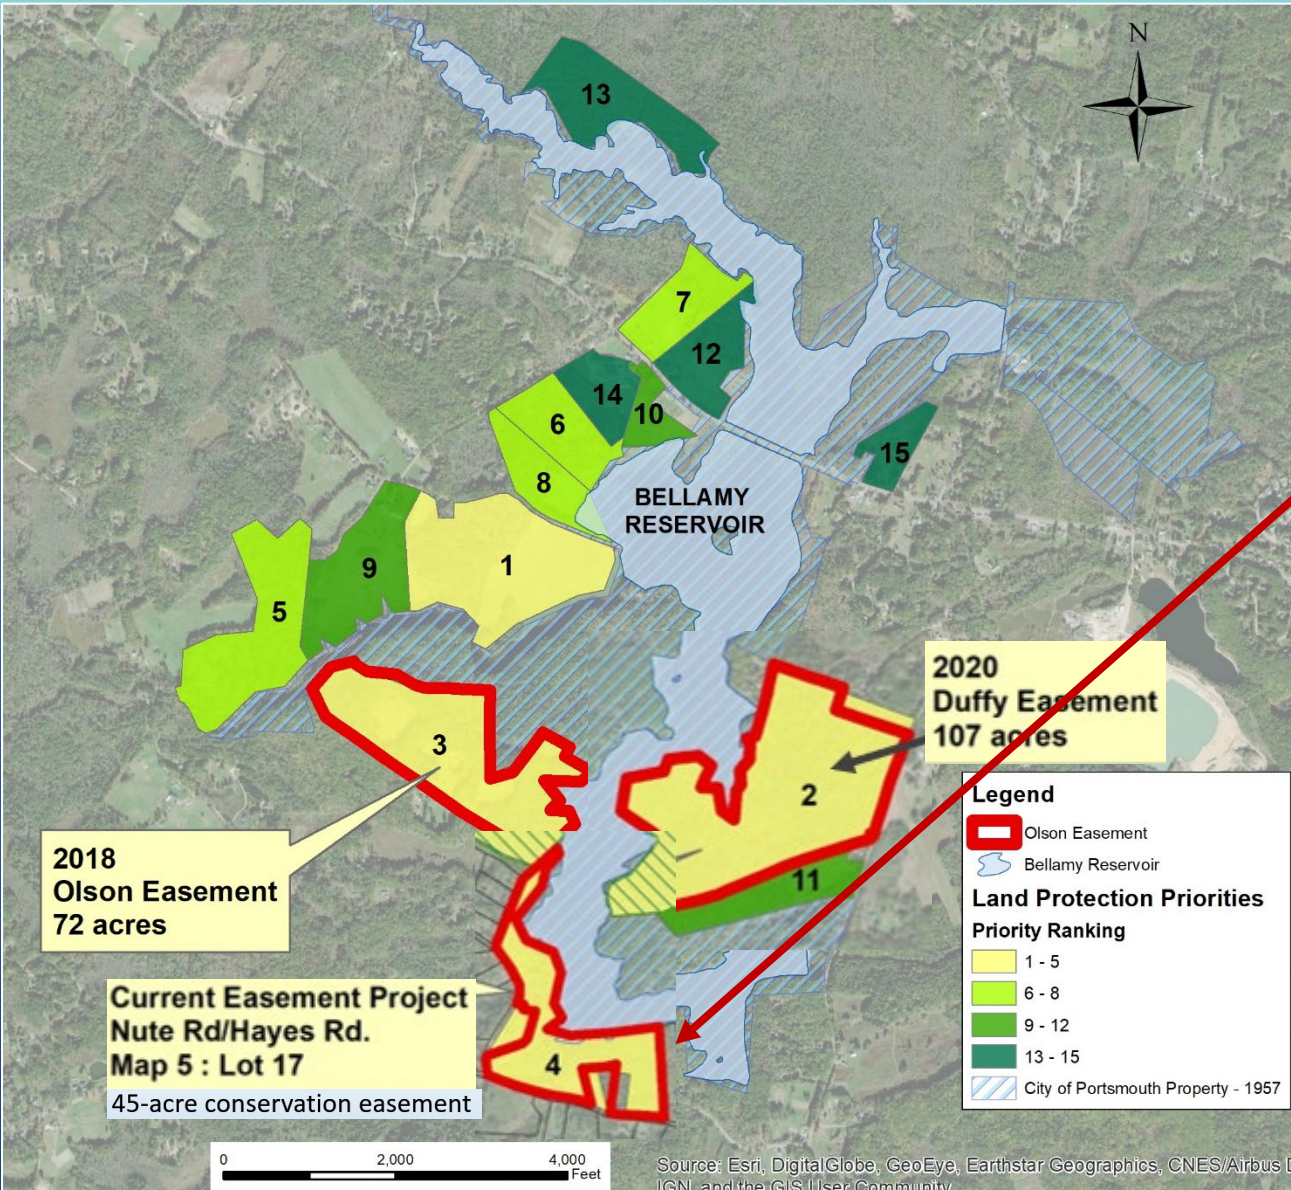 N
13
7
12
14
10
6
15
8
BELLAMY
RESERVOIR
1
9
5
3
2
11
4
2020
Duffy Easement
107 acres
2018
Olson Easement
72 acres
Current Easement Project
Nute Rd/Hayes Rd.
Map 5 : Lot 17
45-acre conservation easement
Legend
Olson Easement
Bellamy Reservoir
Land Protection Priorities
Priority Ranking
1 - 5
6 - 8
9 - 12
13 - 15
City of Portsmouth Property - 1957
0 2,000 4,000
Feet
Source: Esri, DigitalGlobe, GeoEye, Earthstar Geographics, CNES/Airbus
IGN, and the GIS User Community